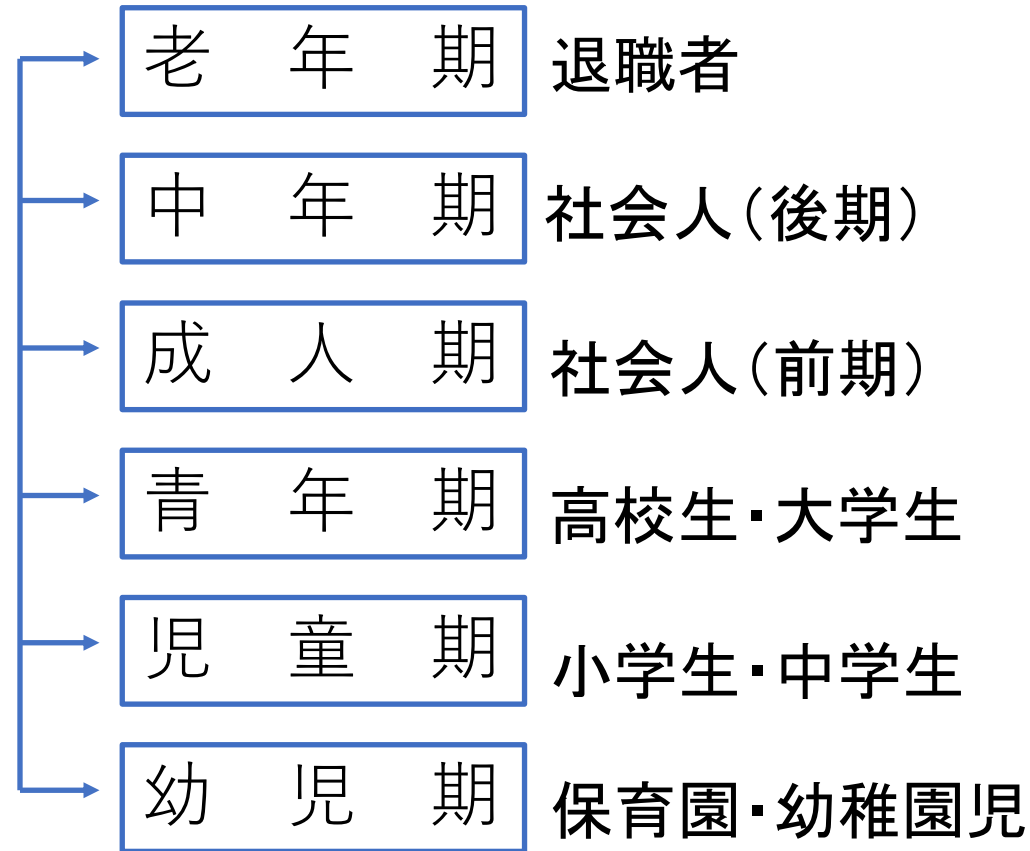 老年期 退職者
中年期 社会人（後期）
成人期 社会人（前期）
青年期 高校生・大学生
児童期 小学生・中学生
幼児期 保育園・幼稚園児